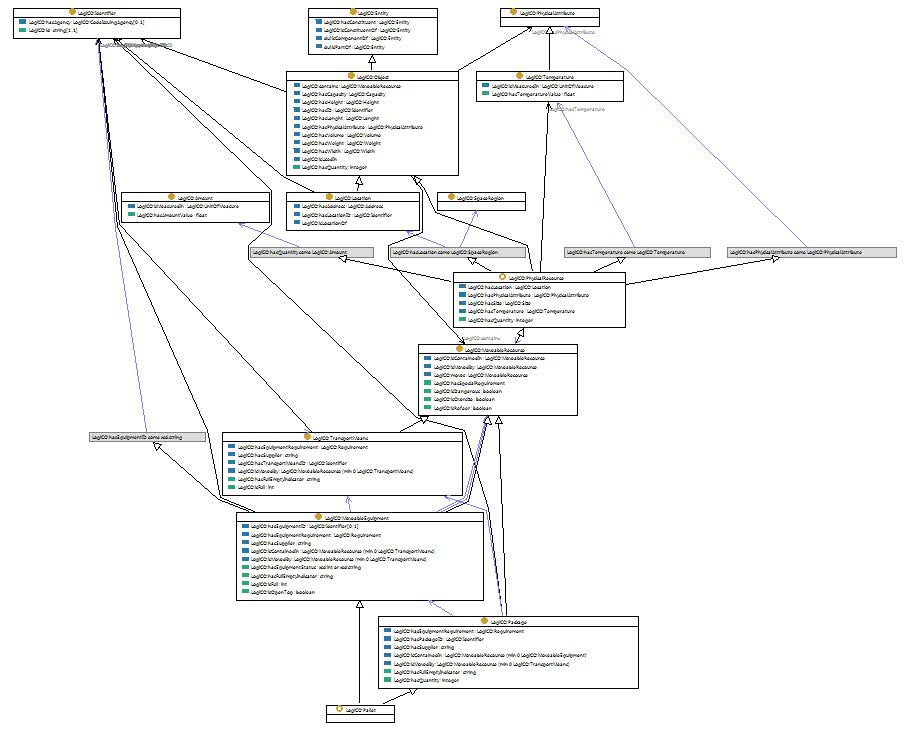 LogiCO:Identifier
LogiCO:hasAgency : LogiCO:CodeIssuingAgency[0..1]
LogiCO:id : string[1..1]
LogiCO:Entity
LogiCO:hasConstituent : LogiCO:Entity
LogiCO:isConstituentOf : LogiCO:Entity
dul:isComponentOf : LogiCO:Entity
dul:isPartOf : LogiCO:Entity
LogiCO:PhysicalAttribute
LogiCO:hasPhysicalAttribute
LogiCO:Object
LogiCO:contains : LogiCO:MoveableResource
LogiCO:hasCapacity : LogiCO:Capacity
LogiCO:hasHeight : LogiCO:Height
LogiCO:hasID : LogiCO:Identifier
LogiCO:hasLenght : LogiCO:Lenght
LogiCO:hasPhysicalAttribute : LogiCO:PhysicalAttribute
LogiCO:hasVolume : LogiCO:Volume
LogiCO:hasWeight : LogiCO:Weight
LogiCO:hasWidth : LogiCO:Width
LogiCO:isUsedIn
LogiCO:hasQuantity : integer
LogiCO:Temperature
LogiCO:isMeasuredIn : LogiCO:UnitOfMeasure
LogiCO:hasTemperatureValue : float
LogiCO:hasTemperature
LogiCO:Amount
LogiCO:isMeasuredIn : LogiCO:UnitOfMeasure
LogiCO:hasAmountValue : float
LogiCO:Location
LogiCO:hasAddress : LogiCO:Address
LogiCO:hasLocationID : LogiCO:Identifier
LogiCO:isLocationOf
LogiCO:SpaceRegion
LogiCO:hasQuantity some LogiCO:Amount
LogiCO:hasLocation some LogiCO:SpaceRegion
LogiCO:hasTemperature some LogiCO:Temperature
LogiCO:hasPhysicalAttribute some LogiCO:PhysicalAttribute
LogiCO:PhysicalResource
LogiCO:hasLocation : LogiCO:Location
LogiCO:hasPhysicalAttribute : LogiCO:PhysicalAttribute
LogiCO:hasSize : LogiCO:Size
LogiCO:hasTemperature : LogiCO:Temperature
LogiCO:hasQuantity : integer
LogiCO:contains
LogiCO:MoveableResource
LogiCO:isContainedIn : LogiCO:MoveableResource
LogiCO:isMovedBy : LogiCO:MoveableResource
LogiCO:moves : LogiCO:MoveableResource
LogiCO:hasSpecialRequirement
LogiCO:isDangerous : boolean
LogiCO:isOversize : boolean
LogiCO:isReefer : boolean
LogiCO:hasEquipmentID some xsd:string
LogiCO:TransportMeans
LogiCO:hasEquipmentRequirement : LogiCO:Requirement
LogiCO:hasSupplier : string
LogiCO:hasTransportMeansID : LogiCO:Identifier
LogiCO:isMovedBy : LogiCO:MoveableResource (min 0 LogiCO:TransportMeans)
LogiCO:hasFullEmptyIndicator : string
LogiCO:isFull : int
LogiCO:MoveableEquipment
LogiCO:hasEquipmentID : LogiCO:Identifier[0..1]
LogiCO:hasEquipmentRequirement : LogiCO:Requirement
LogiCO:hasSupplier : string
LogiCO:isContainedIn : LogiCO:MoveableResource (min 0 LogiCO:TransportMeans)
LogiCO:isMovedBy : LogiCO:MoveableResource (min 0 LogiCO:TransportMeans)
LogiCO:hasEquipmentStatus : xsd:int or xsd:string
LogiCO:hasFullEmptyIndicator : string
LogiCO:isFull : int
LogiCO:isOpenTop : boolean
LogiCO:Package
LogiCO:hasEquipmentRequirement : LogiCO:Requirement
LogiCO:hasPackageID : LogiCO:Identifier
LogiCO:hasSupplier : string
LogiCO:isContainedIn : LogiCO:MoveableResource (min 0 LogiCO:MoveableEquipment)
LogiCO:isMovedBy : LogiCO:MoveableResource (min 0 LogiCO:TransportMeans)
LogiCO:hasFullEmptyIndicator : string
LogiCO:hasQuantity : integer
LogiCO:Pallet